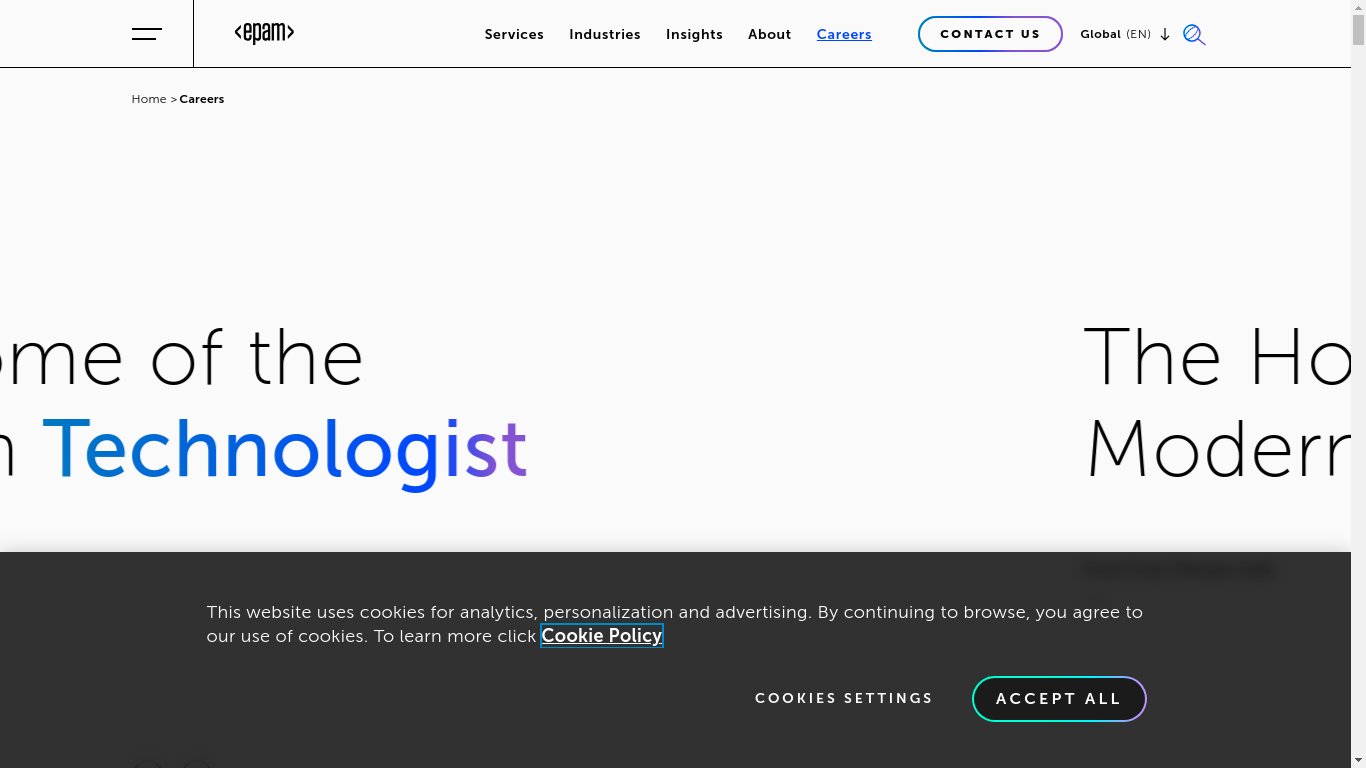 <epam>
Services
Industries
Insights
About
Careers
CONTACT US
Global (EN)
Home > Careers
ome of the
n Technologist
The Ho
Modern
This website uses cookies for analytics, personalization and advertising. By continuing to browse, you agree to
our use of cookies. To learn more click Cookie Policy
COOKIES SETTINGS
ACCEPT ALL